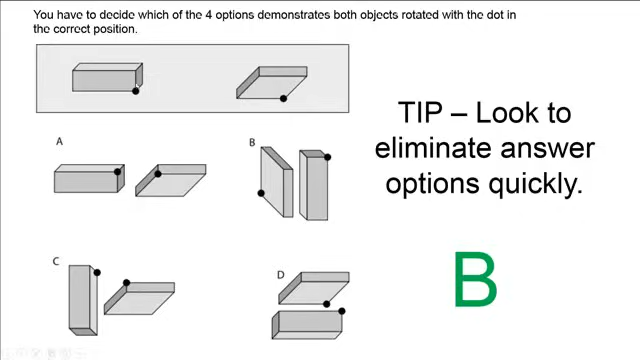 You have to decide which of the 4 options demonstrates both objects rotated with the dot in
the correct position.
TIP – Look to
eliminate answer
options quickly.
A
B
C
D
B